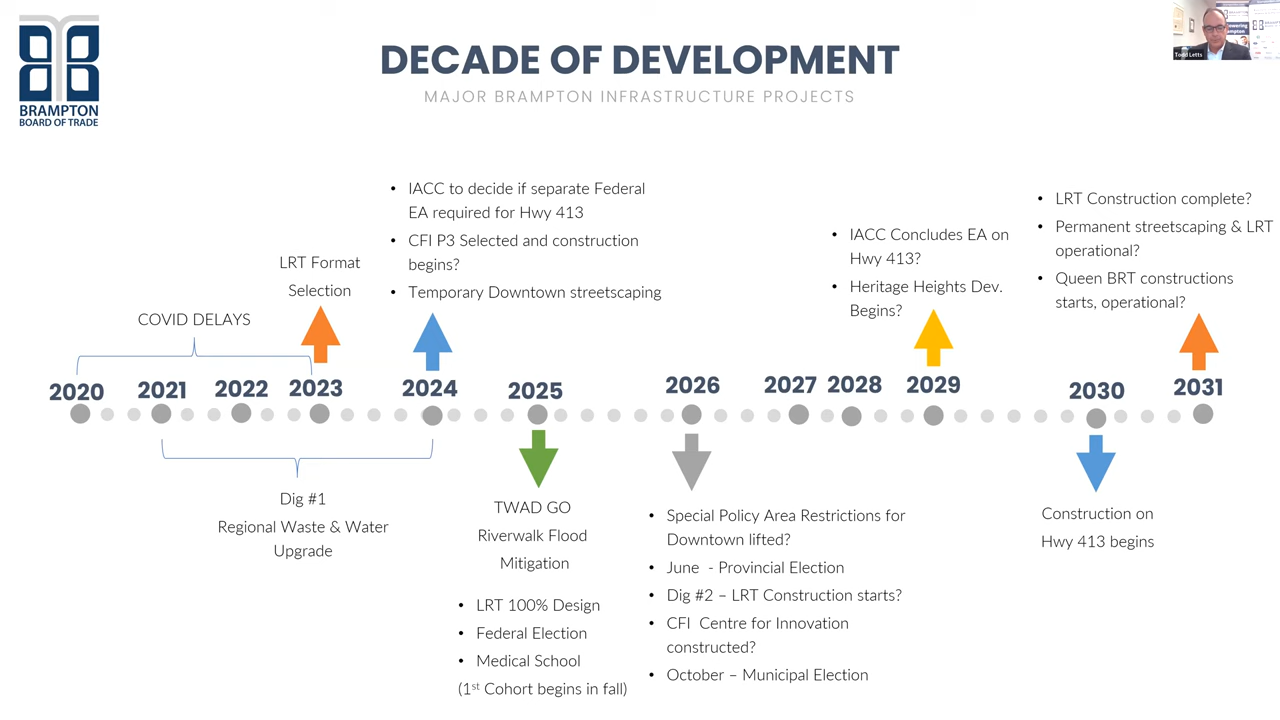 DECADE OF DEVELOPMENT
MAJOR BRAMPTON INFRASTRUCTURE PROJECTS
BRAMPTON
BOARD OF TRADE
Todd Letts
• IACC to decide if separate Federal
EA required for Hwy 413
• CFI P3 Selected and construction
begins?
• Temporary Downtown streetscaping
• LRT Construction complete?
• Permanent streetscaping & LRT
operational?
• Queen BRT constructions
starts, operational?
• IACC Concludes EA on
Hwy 413?
• Heritage Heights Dev.
Begins?
LRT Format
Selection
COVID DELAYS
2020 2021 2022 2023 2024 2025 2026 2027 2028 2029 2030 2031
Dig #1
Regional Waste & Water
Upgrade
TWAD GO
Riverwalk Flood
Mitigation
• LRT 100% Design
• Federal Election
• Medical School
(1st Cohort begins in fall)
• Special Policy Area Restrictions for
Downtown lifted?
• June - Provincial Election
• Dig #2 – LRT Construction starts?
• CFI Centre for Innovation
constructed?
• October – Municipal Election
Construction on
Hwy 413 begins